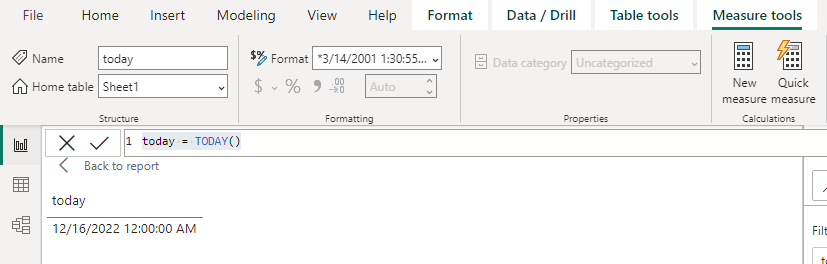 File Home Insert Modeling View Help Format Data / Drill Table tools Measure tools
Name today $% Format *3/14/2001 1:30:55...
Home table Sheet1 $ % 9 .00 .0 Auto
Data category Uncategorized
New measure
Quick measure
Structure Formatting Properties Calculations
1 today = TODAY()
Back to report
today
12/16/2022 12:00:00 AM
Filt